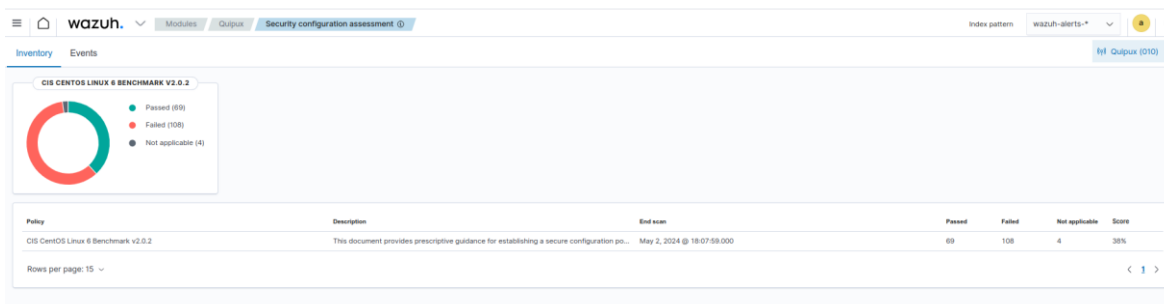 wazuh. Modules Quipux Security configuration assessment Index pattern wazuh-alerts-* a
Inventory Events Quipux (010)
CIS CENTOS LINUX 6 BENCHMARK V2.0.2
Passed (69)
Failed (108)
Not applicable (4)
Policy Description End scan Passed Failed Not applicable Score
CIS CentOS Linux 6 Benchmark v2.0.2 This document provides prescriptive guidance for establishing a secure configuration po... May 2, 2024 @ 18:07:59.000 69 108 4 38%
Rows per page: 15 < 1 >